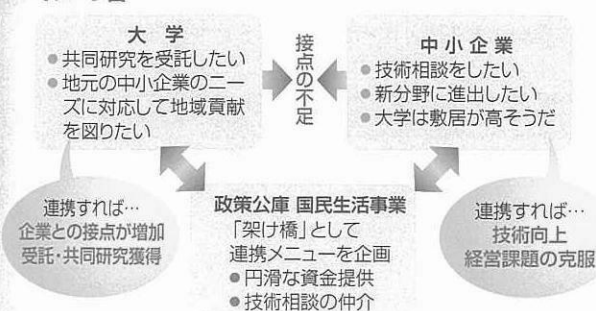 大 学
●共同研究を受託したい
●地元の中小企業のニー
ズに対応して地域貢献
を図りたい
接点の不足
中小企業
●技術相談をしたい
●新分野に進出したい
●大学は敷居が高そうだ
連携すれば…
企業との接点が増加
受託・共同研究獲得
政策公庫 国民生活事業
「架け橋」として
連携メニューを企画
●円滑な資金提供
●技術相談の仲介
連携すれば…
技術向上
経営課題の克服